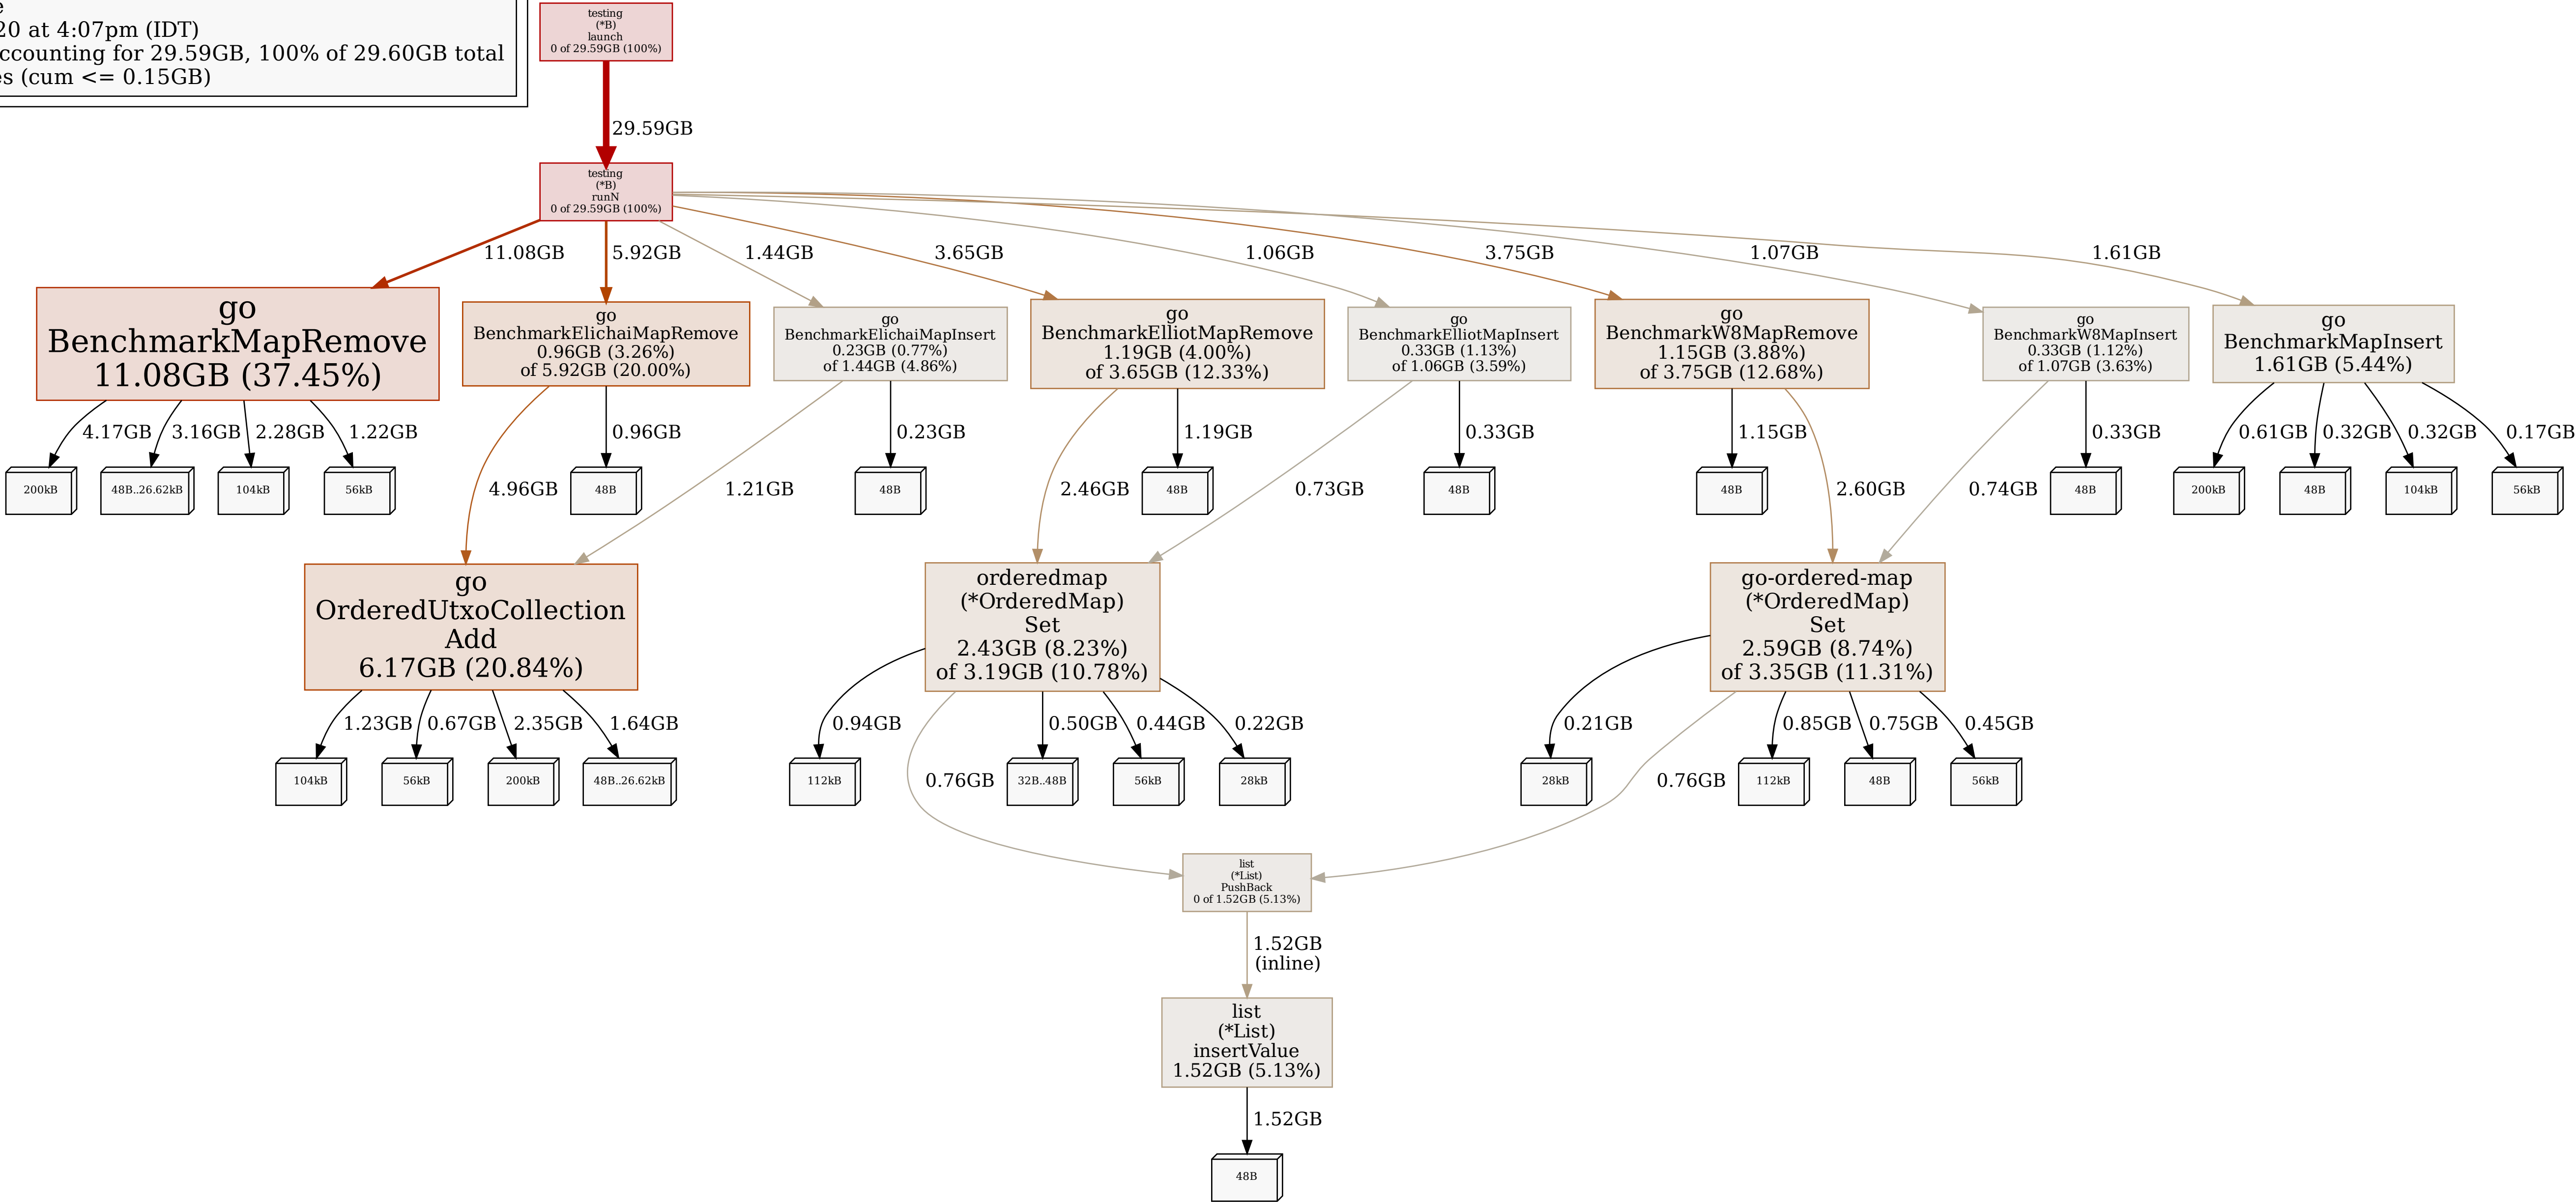 e
20 at 4:07pm (IDT)
ccounting for 29.59GB, 100% of 29.60GB total
es (cum <= 0.15GB)
testing
(*B)
launch
0 of 29.59GB (100%)
29.59GB
testing
(*B)
runN
0 of 29.59GB (100%)
11.08GB
5.92GB
1.44GB
3.65GB
1.06GB
3.75GB
1.07GB
1.61GB
go
BenchmarkMapRemove
11.08GB (37.45%)
go
BenchmarkElichaiMapRemove
0.96GB (3.26%)
of 5.92GB (20.00%)
go
BenchmarkElichaiMapInsert
0.23GB (0.77%)
of 1.44GB (4.86%)
go
BenchmarkElliotMapRemove
1.19GB (4.00%)
of 3.65GB (12.33%)
go
BenchmarkElliotMapInsert
0.33GB (1.13%)
of 1.06GB (3.59%)
go
BenchmarkW8MapRemove
1.15GB (3.88%)
of 3.75GB (12.68%)
go
BenchmarkW8MapInsert
0.33GB (1.12%)
of 1.07GB (3.63%)
go
BenchmarkMapInsert
1.61GB (5.44%)
4.17GB
3.16GB
2.28GB
1.22GB
0.96GB
0.23GB
1.19GB
0.33GB
1.15GB
0.33GB
0.61GB
0.32GB
0.32GB
0.17GB
200kB
48B..26.62kB
104kB
56kB
4.96GB
48B
1.21GB
48B
2.46GB
48B
0.73GB
48B
48B
2.60GB
0.74GB
48B
200kB
48B
104kB
56kB
go
OrderedUtxoCollection
Add
6.17GB (20.84%)
orderedmap
(*OrderedMap)
Set
2.43GB (8.23%)
of 3.19GB (10.78%)
go-ordered-map
(*OrderedMap)
Set
2.59GB (8.74%)
of 3.35GB (11.31%)
1.23GB
0.67GB
2.35GB
1.64GB
0.94GB
0.50GB
0.44GB
0.22GB
0.21GB
0.85GB
0.75GB
0.45GB
104kB
56kB
200kB
48B..26.62kB
112kB
0.76GB
32B..48B
56kB
28kB
28kB
0.76GB
112kB
48B
56kB
list
(*List)
PushBack
0 of 1.52GB (5.13%)
1.52GB
(inline)
list
(*List)
insertValue
1.52GB (5.13%)
1.52GB
48B